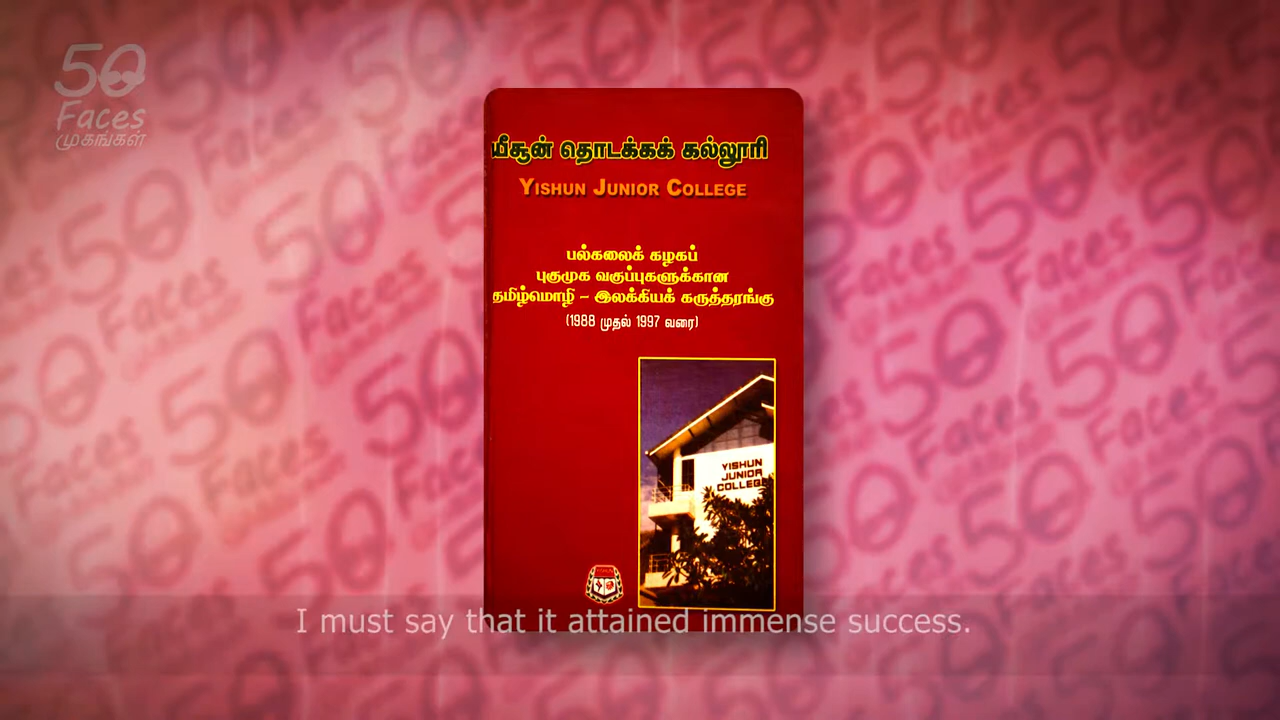 50
Faces
முகங்கள்
யீசூன் தொடக்கக் கல்லூரி
YISHUN JUNIOR COLLEGE
பல்கலைக் கழகப்
புகுமுக வகுப்புகளுக்கான
தமிழ்மொழி – இலக்கியக் கருத்தரங்கு
(1988 முதல் 1997 வரை)
YISHUN
JUNIOR
COLLEGE
I must say that it attained immense success.